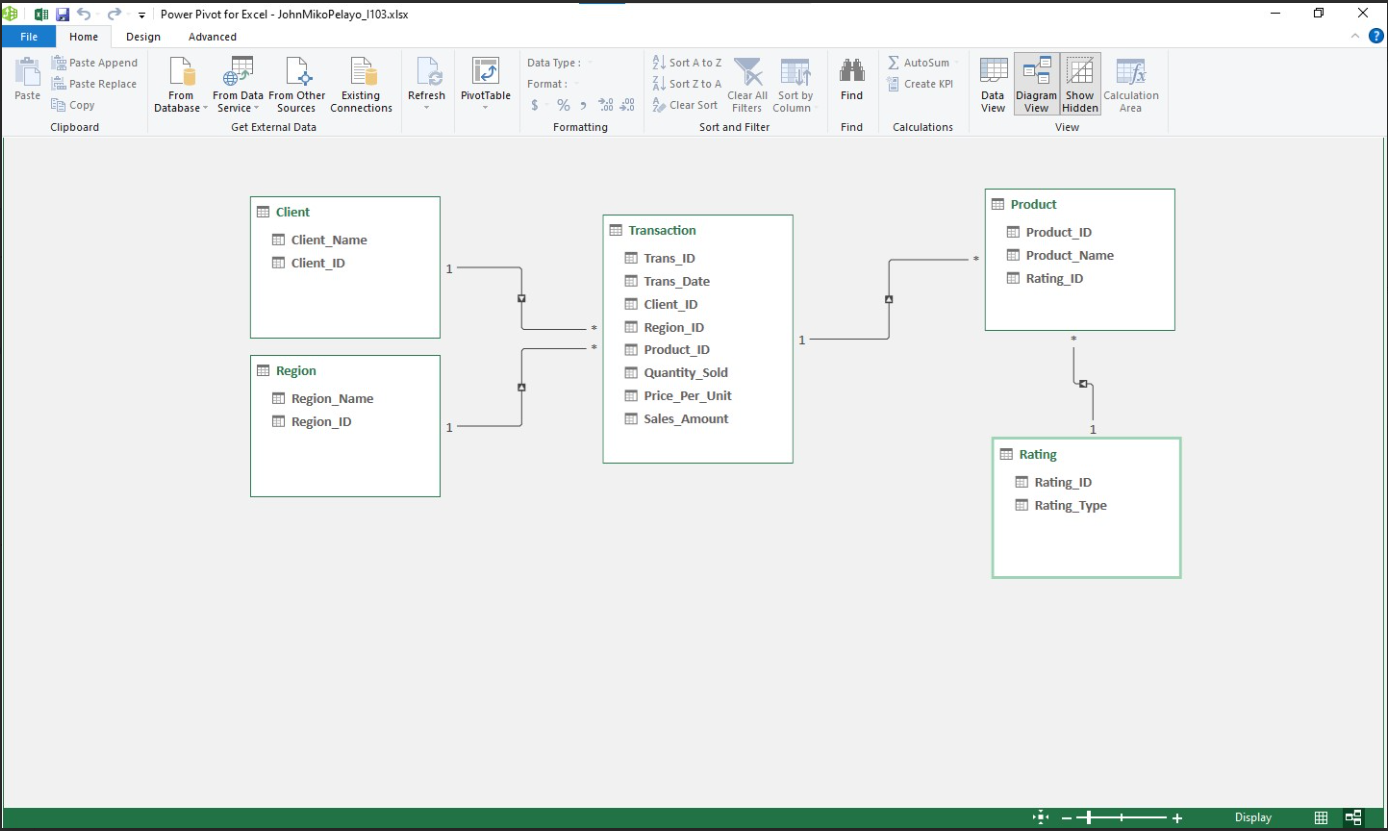 Power Pivot for Excel - JohnMikoPelayo_I103.xlsx
File Home Design Advanced
Paste
Paste Append
Paste Replace
Copy
Clipboard
From Database
From Data Service
From Other Sources
Existing Connections
Get External Data
Refresh
PivotTable
Data Type :
Format :
$ % , .00 .00
Formatting
Sort A to Z
Sort Z to A
Clear Sort
Clear All Filters
Sort by Column
Sort and Filter
Find
Find
AutoSum
Create KPI
Calculations
Data View
Diagram View
Show Hidden
Calculation Area
View
Client
Client_Name
Client_ID
1
*
Region
Region_Name
Region_ID
1
*
Transaction
Trans_ID
Trans_Date
Client_ID
Region_ID
Product_ID
Quantity_Sold
Price_Per_Unit
Sales_Amount
1
*
Product
Product_ID
Product_Name
Rating_ID
*
1
Rating
Rating_ID
Rating_Type
Display